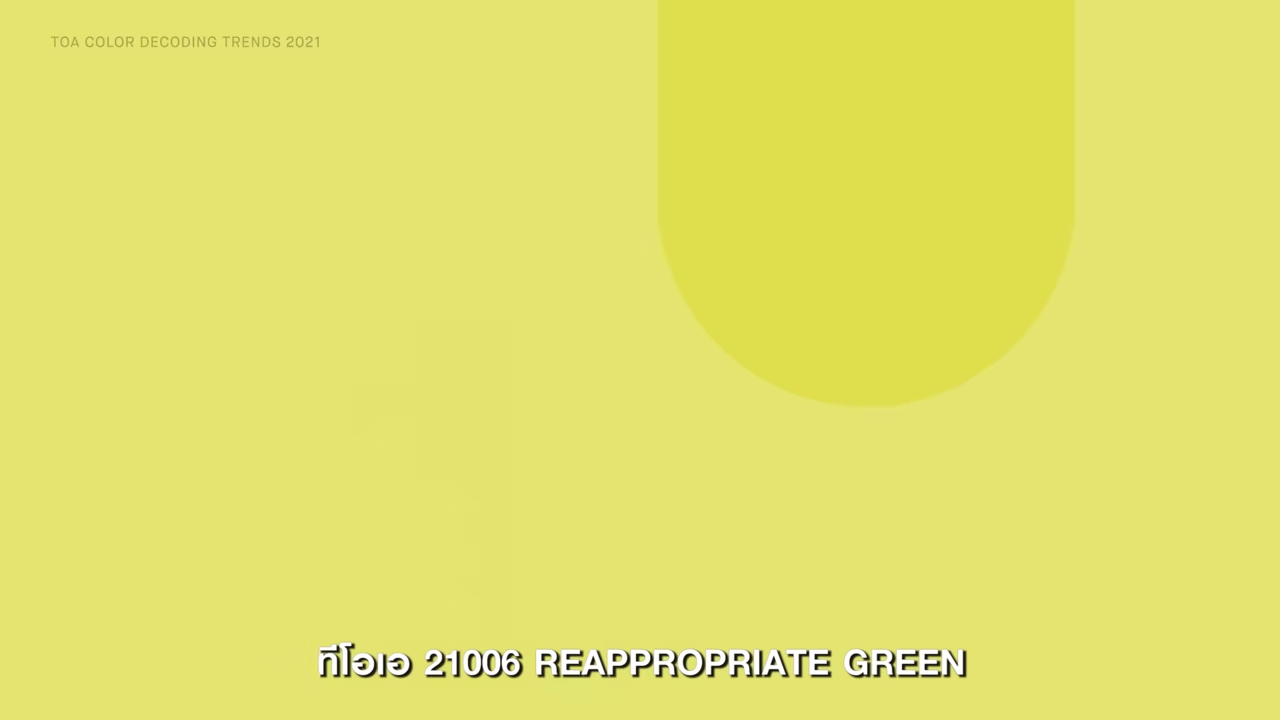 TOA COLOR DECODING TRENDS 2021
ทีโอเอ 21006 REAPPROPRIATE GREEN